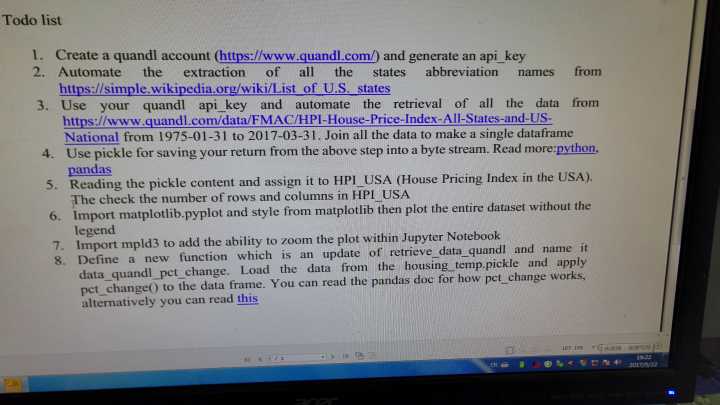 Todo list
1. Create a quandl account (https://www.quandl.com/) and generate an api_key
2. Automate the extraction of all the states abbreviation names from
https://simple.wikipedia.org/wiki/List_of_U.S._states
3. Use your quandl api_key and automate the retrieval of all the data from
https://www.quandl.com/data/FMAC/HPI-House-Price-Index-All-States-and-US-
National from 1975-01-31 to 2017-03-31. Join all the data to make a single dataframe
4. Use pickle for saving your return from the above step into a byte stream. Read more:python,
pandas
5. Reading the pickle content and assign it to HPI_USA (House Pricing Index in the USA).
The check the number of rows and columns in HPI_USA
6. Import matplotlib.pyplot and style from matplotlib then plot the entire dataset without the
legend
7. Import mpld3 to add the ability to zoom the plot within Jupyter Notebook
8. Define a new function which is an update of retrieve_data_quandl and name it
data_quandl_pct_change. Load the data from the housing_temp.pickle and apply
pct_change() to the data frame. You can read the pandas doc for how pct_change works,
alternatively you can read this
1 / 1
EN
19:22
2017/5/22
acer